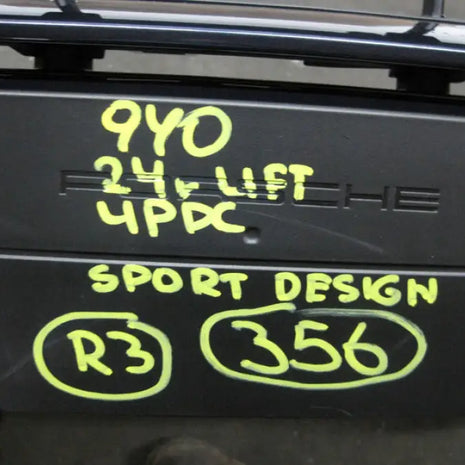 9Y0
24r LIFT
PORSCHE
4PDC
SPORT DESIGN
R3 356